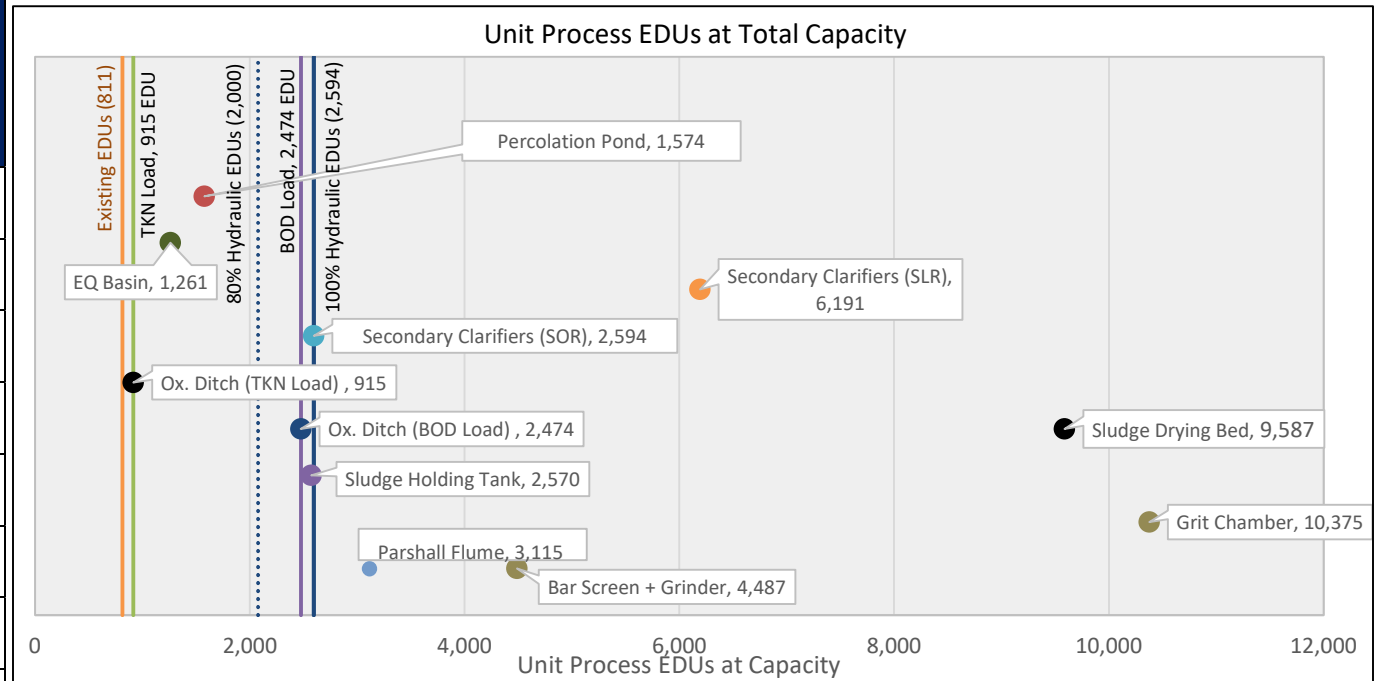 Unit Process EDUs at Total Capacity
Existing EDUs (811)
TKN Load, 915 EDU
80% Hydraulic EDUs (2,000)
BOD Load, 2,474 EDU
100% Hydraulic EDUs (2,594)
Percolation Pond, 1,574
EQ Basin, 1,261
Secondary Clarifiers (SLR),
6,191
Secondary Clarifiers (SOR), 2,594
Ox. Ditch (TKN Load) , 915
Ox. Ditch (BOD Load) , 2,474
Sludge Drying Bed, 9,587
Sludge Holding Tank, 2,570
Grit Chamber, 10,375
Parshall Flume, 3,115
Bar Screen + Grinder, 4,487
0 2,000 4,000 6,000 8,000 10,000 12,000
Unit Process EDUs at Capacity